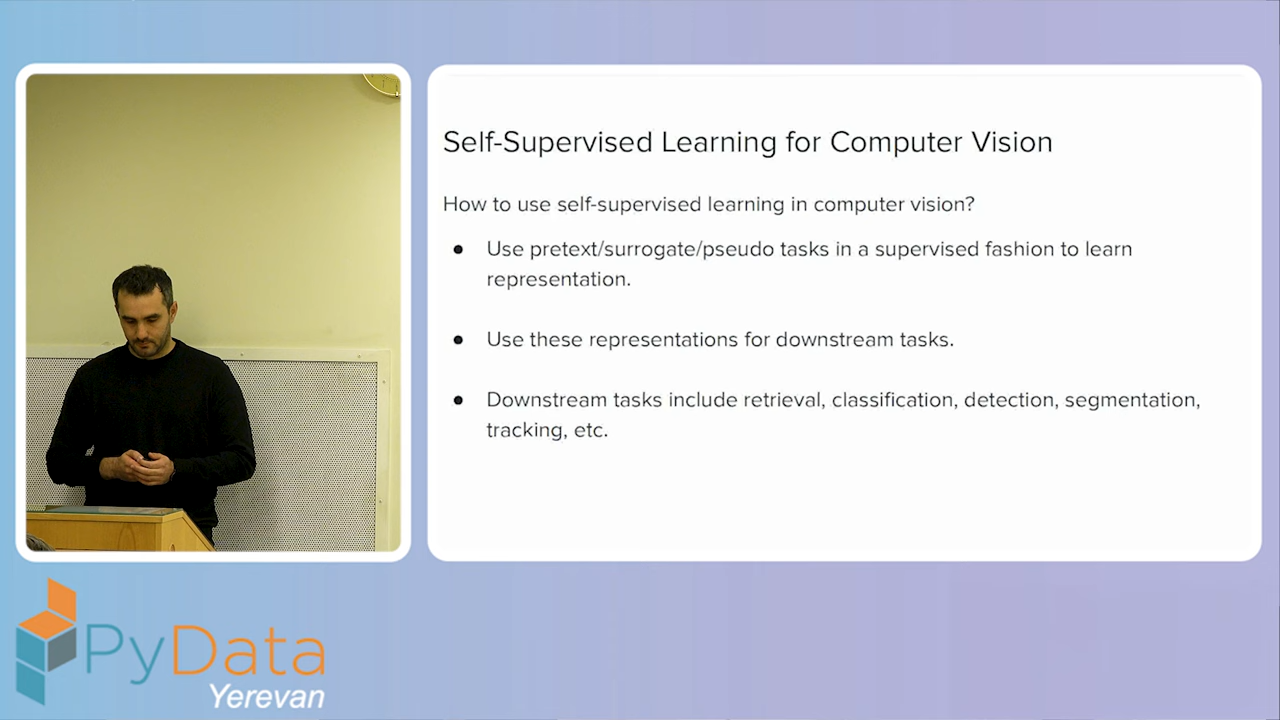 Self-Supervised Learning for Computer Vision
How to use self-supervised learning in computer vision?
● Use pretext/surrogate/pseudo tasks in a supervised fashion to learn
representation.
● Use these representations for downstream tasks.
● Downstream tasks include retrieval, classification, detection, segmentation,
tracking, etc.
PyData
Yerevan